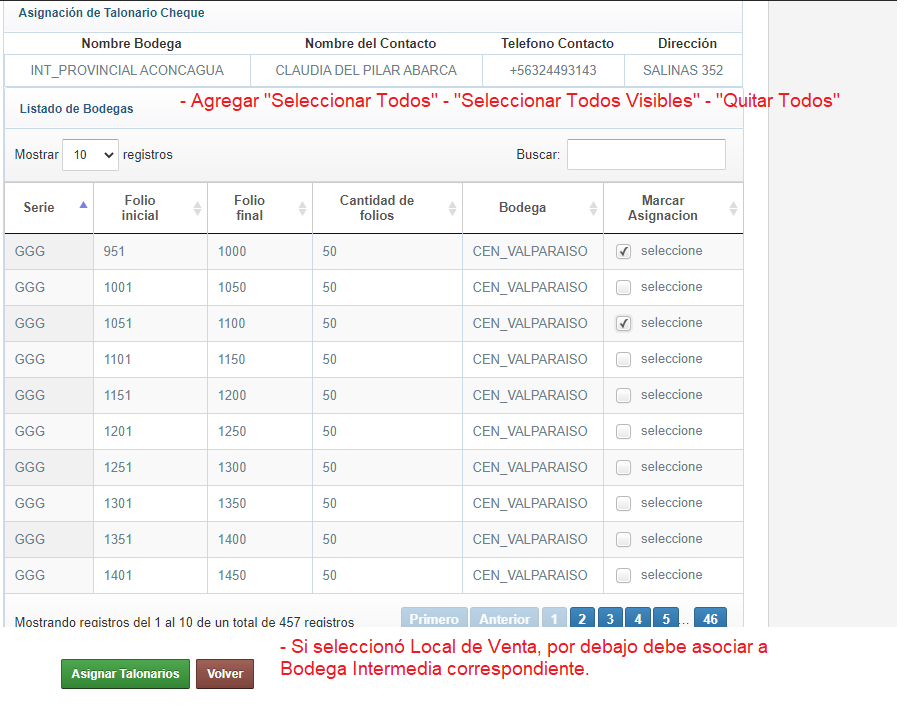 Asignación de Talonario Cheque
Nombre Bodega Nombre del Contacto Telefono Contacto Dirección
INT_PROVINCIAL ACONCAGUA CLAUDIA DEL PILAR ABARCA +56324493143 SALINAS 352
- Agregar "Seleccionar Todos" - "Seleccionar Todos Visibles" - "Quitar Todos"
Listado de Bodegas
Mostrar 10 registros Buscar:
Serie Folio inicial Folio final Cantidad de folios Bodega Marcar Asignacion
GGG 951 1000 50 CEN_VALPARAISO seleccione
GGG 1001 1050 50 CEN_VALPARAISO seleccione
GGG 1051 1100 50 CEN_VALPARAISO seleccione
GGG 1101 1150 50 CEN_VALPARAISO seleccione
GGG 1151 1200 50 CEN_VALPARAISO seleccione
GGG 1201 1250 50 CEN_VALPARAISO seleccione
GGG 1251 1300 50 CEN_VALPARAISO seleccione
GGG 1301 1350 50 CEN_VALPARAISO seleccione
GGG 1351 1400 50 CEN_VALPARAISO seleccione
GGG 1401 1450 50 CEN_VALPARAISO seleccione
Mostrando registros del 1 al 10 de un total de 457 registros Primero Anterior 1 2 3 4 5 ... 46
- Si seleccionó Local de Venta, por debajo debe asociar a
Bodega Intermedia correspondiente.
Asignar Talonarios Volver